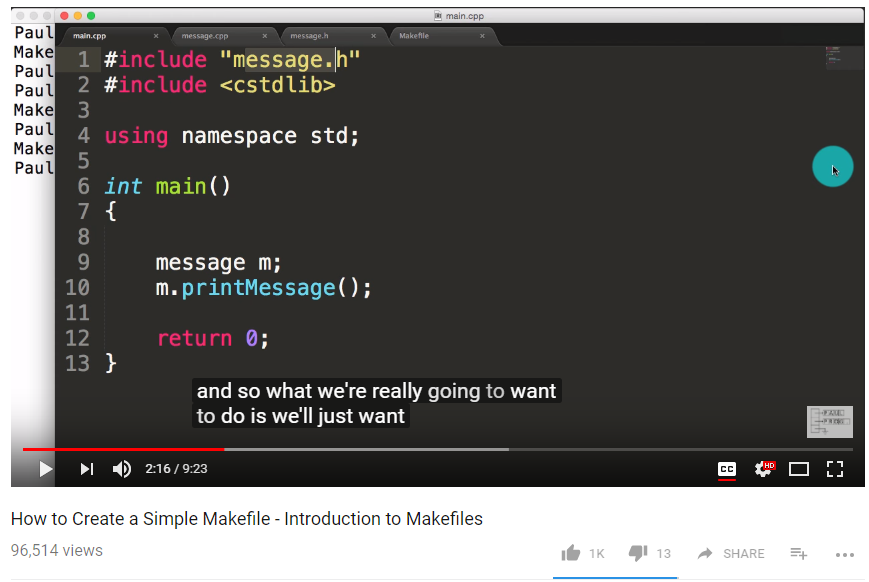 main.cpp
main.cpp × message.cpp × message.h × Makefile ×
Paul
Make
Paul
Paul
Make
Paul
Make
Paul
1 #include "message.h"
2 #include <cstdlib>
3
4 using namespace std;
5
6 int main()
7 {
8
9 message m;
10 m.printMessage();
11
12 return 0;
13 }
and so what we're really going to want
to do is we'll just want
2:16 / 9:23
CC HD
How to Create a Simple Makefile - Introduction to Makefiles
96,514 views
1K 13 SHARE